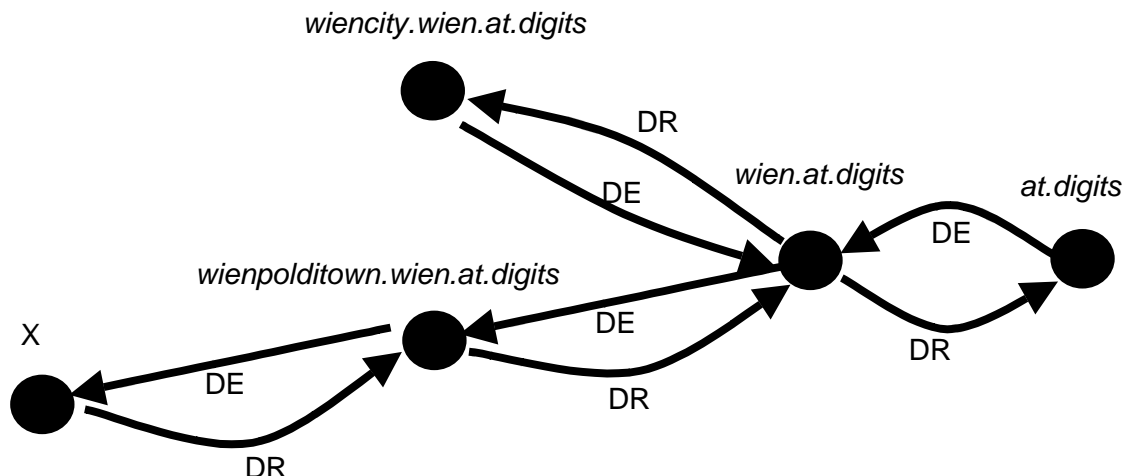 wiencity.wien.at.digits
DR
DE
wien.at.digits
at.digits
DE
wienpolditown.wien.at.digits
DE
X
DR
DE
DR
DR